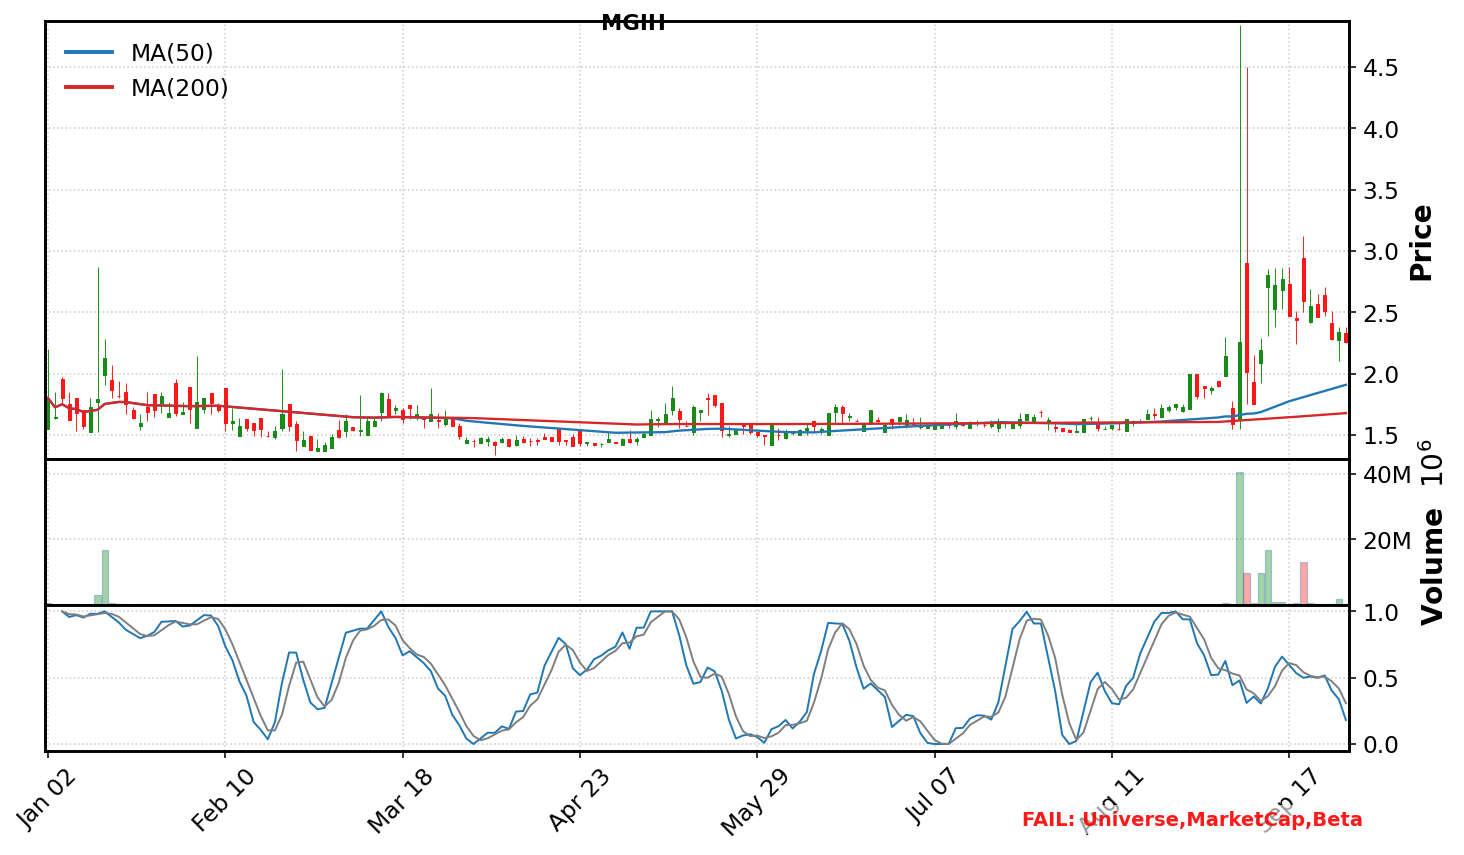 MGIH
MA(50)
MA(200)
4.5
4.0
3.5
3.0
2.5
2.0
1.5
Price
40M
20M
Volume 10^6
1.0
0.5
0.0
Jan 02
Feb 10
Mar 18
Apr 23
May 29
Jul 07
Aug 11
Sep 17
FAIL: Universe,MarketCap,Beta